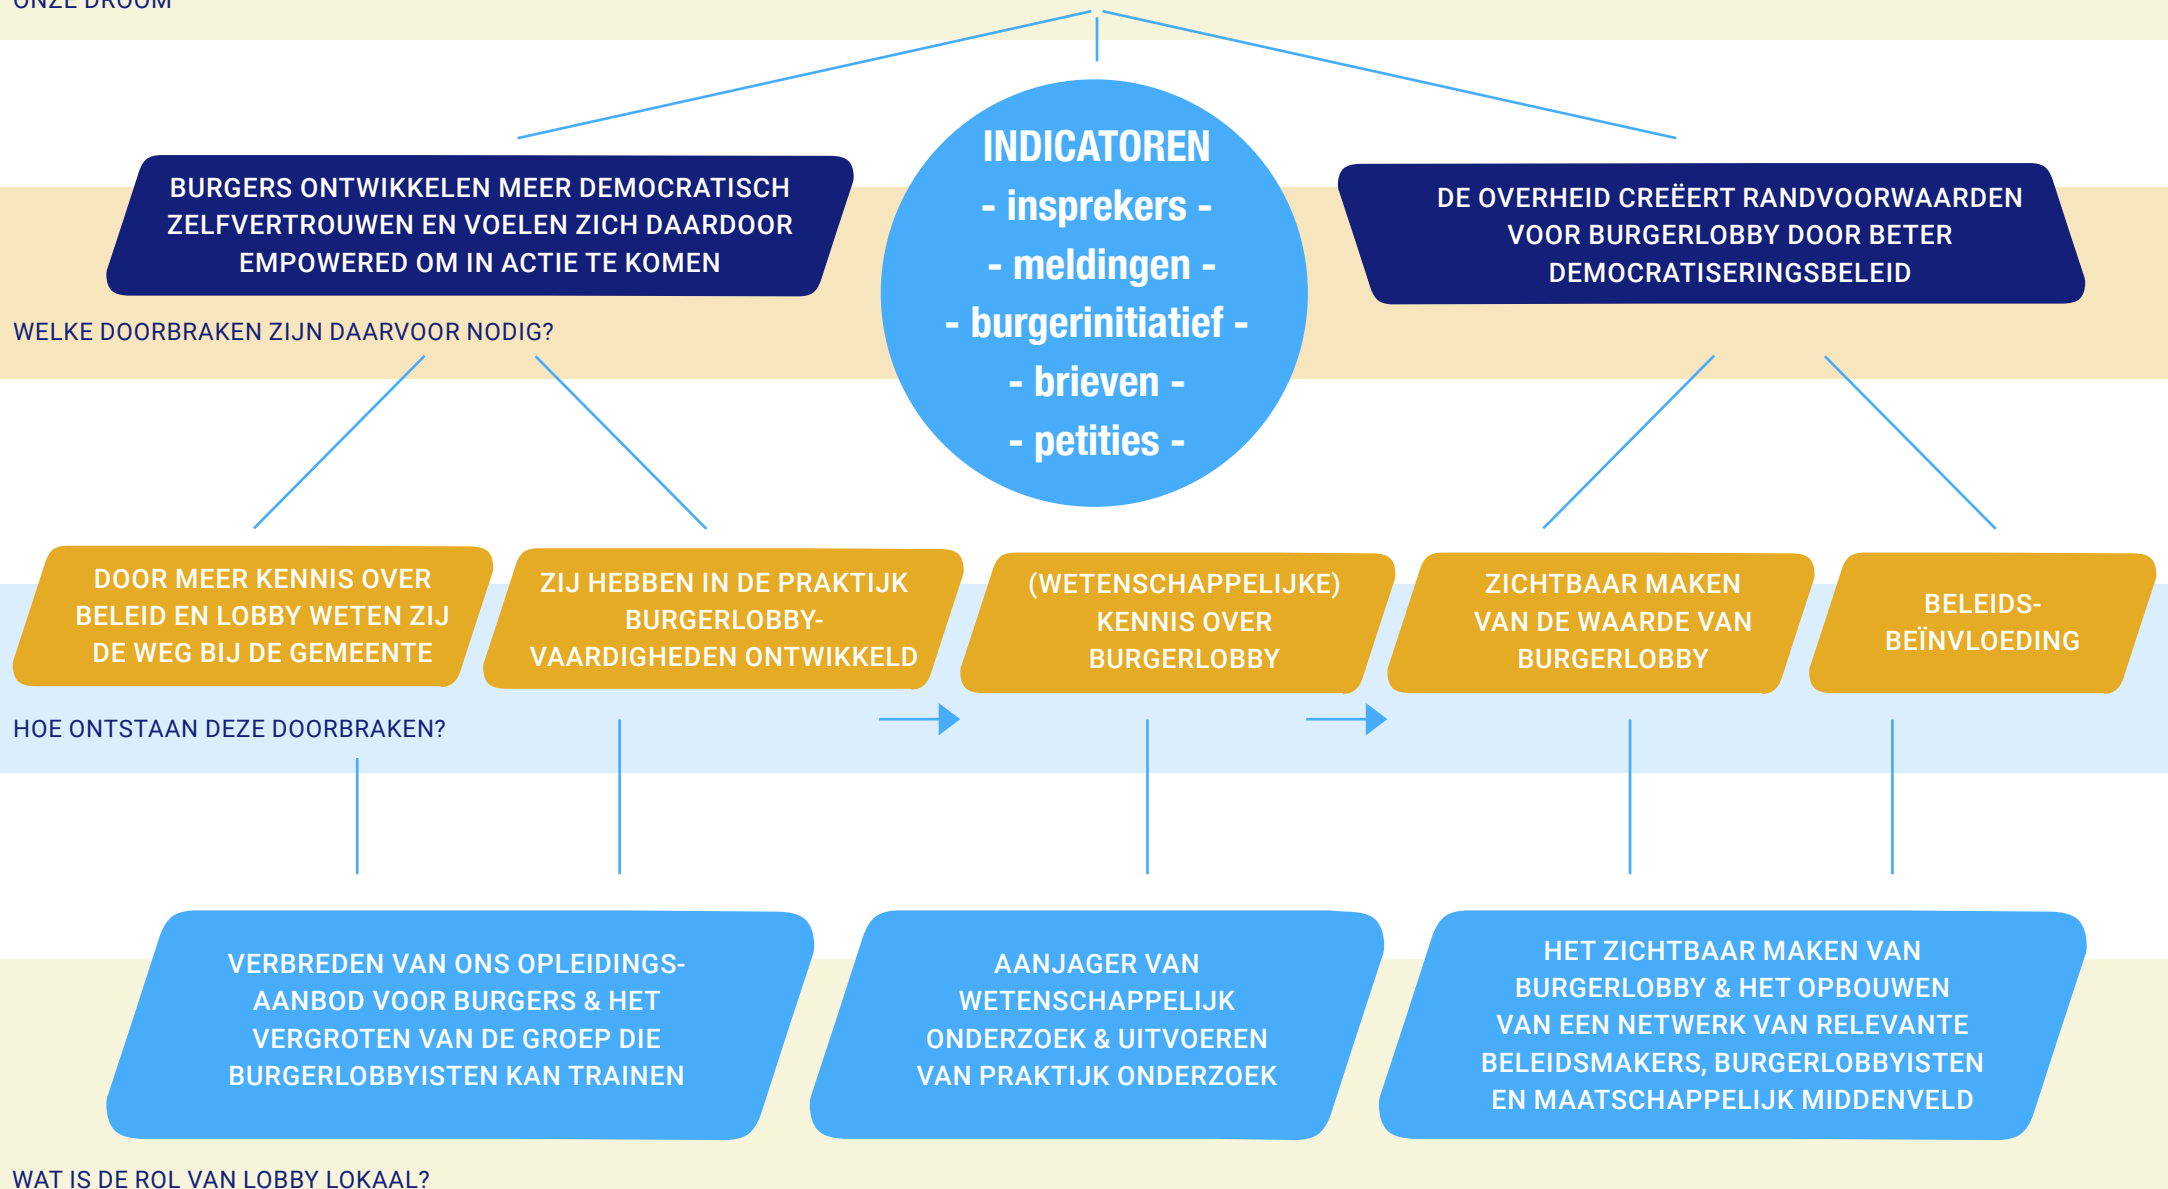 ONZE DROOM
INDICATOREN
- insprekers -
- meldingen -
- burgerinitiatief -
- brieven -
- petities -
BURGERS ONTWIKKELEN MEER DEMOCRATISCH
ZELFVERTROUWEN EN VOELEN ZICH DAARDOOR
EMPOWERED OM IN ACTIE TE KOMEN
DE OVERHEID CREËERT RANDVOORWAARDEN
VOOR BURGERLOBBY DOOR BETER
DEMOCRATISERINGSBELEID
WELKE DOORBRAKEN ZIJN DAARVOOR NODIG?
DOOR MEER KENNIS OVER
BELEID EN LOBBY WETEN ZIJ
DE WEG BIJ DE GEMEENTE
ZIJ HEBBEN IN DE PRAKTIJK
BURGERLOBBY-
VAARDIGHEDEN ONTWIKKELD
(WETENSCHAPPELIJKE)
KENNIS OVER
BURGERLOBBY
ZICHTBAAR MAKEN
VAN DE WAARDE VAN
BURGERLOBBY
BELEIDS-
BEÏNVLOEDING
HOE ONTSTAAN DEZE DOORBRAKEN?
VERBREDEN VAN ONS OPLEIDINGS-
AANBOD VOOR BURGERS & HET
VERGROTEN VAN DE GROEP DIE
BURGERLOBBYISTEN KAN TRAINEN
AANJAGER VAN
WETENSCHAPPELIJK
ONDERZOEK & UITVOEREN
VAN PRAKTIJK ONDERZOEK
HET ZICHTBAAR MAKEN VAN
BURGERLOBBY & HET OPBOUWEN
VAN EEN NETWERK VAN RELEVANTE
BELEIDSMAKERS, BURGERLOBBYISTEN
EN MAATSCHAPPELIJK MIDDENVELD
WAT IS DE ROL VAN LOBBY LOKAAL?